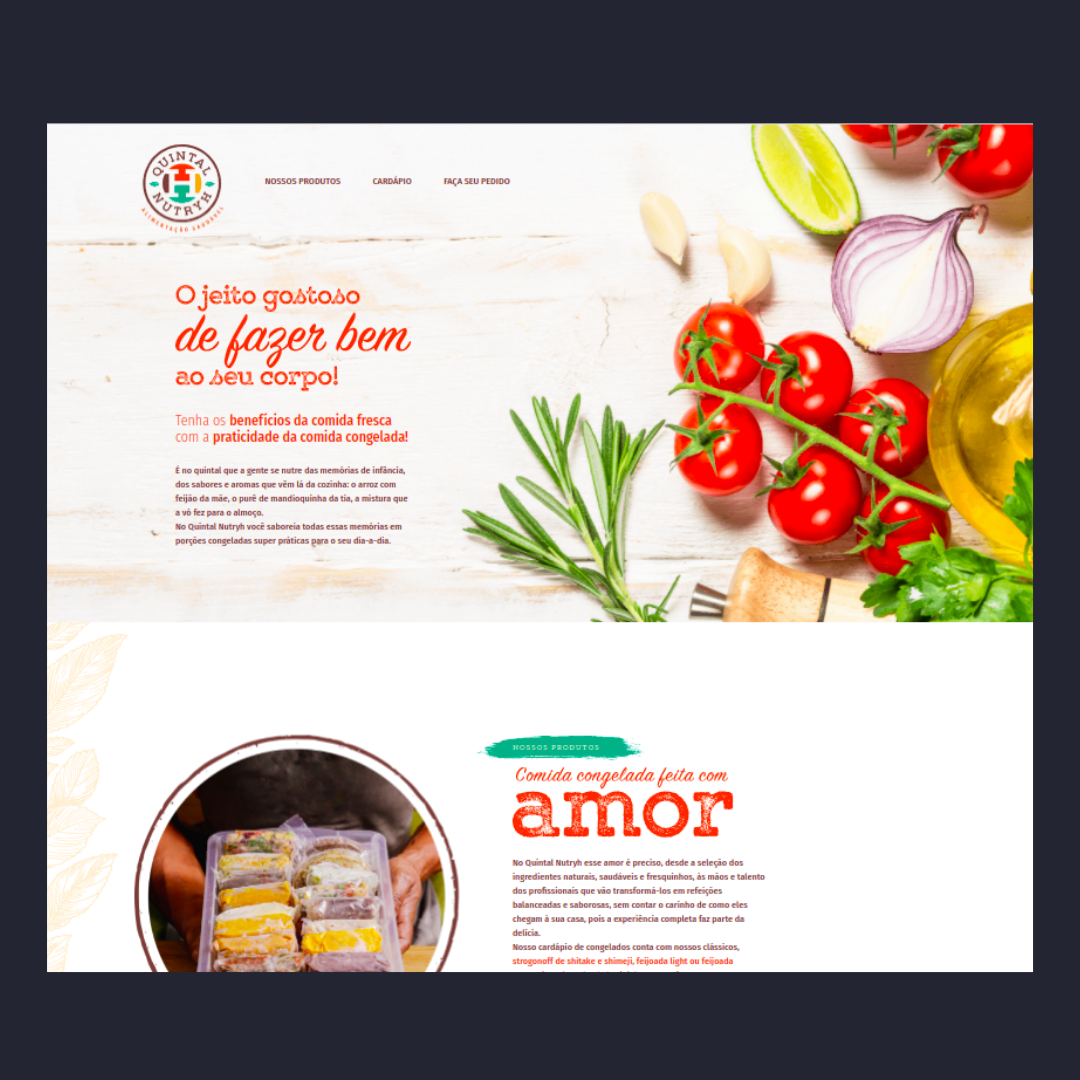 QUINTAL
NUTRYH
ALIMENTAÇÃO SAUDÁVEL
NOSSOS PRODUTOS
CARDÁPIO
FAÇA SEU PEDIDO
O jeito gostoso
de fazer bem
ao seu corpo!
Tenha os benefícios da comida fresca
com a praticidade da comida congelada!
É no quintal que a gente se nutre das memórias de infância,
dos sabores e aromas que vêm lá da cozinha: o arroz com
feijão da mãe, o purê de mandioquinha da tia, a mistura que
a vó fez para o almoço.
No Quintal Nutryh você saboreia todas essas memórias em
porções congeladas super práticas para o seu dia-a-dia.
NOSSOS PRODUTOS
Comida congelada feita com
amor
No Quintal Nutryh esse amor é preciso, desde a seleção dos
ingredientes naturais, saudáveis e fresquinhos, às mãos e talento
dos profissionais que vão transformá-los em refeições
balanceadas e saborosas, sem contar o carinho de como eles
chegam à sua casa, pois a experiência completa faz parte da
delícia.
Nosso cardápio de congelados conta com nossos clássicos,
strogonoff de shitake e shimeji, feijoada light ou feijoada